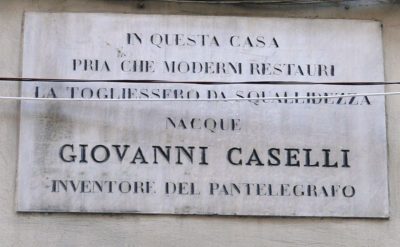 IN QUESTA CASA
PRIA CHE MODERNI RESTAURI
LA TOGLIESSERO DA SQUALLIDEZZA
NACQUE
GIOVANNI CASELLI
INVENTORE DEL PANTELEGRAFO